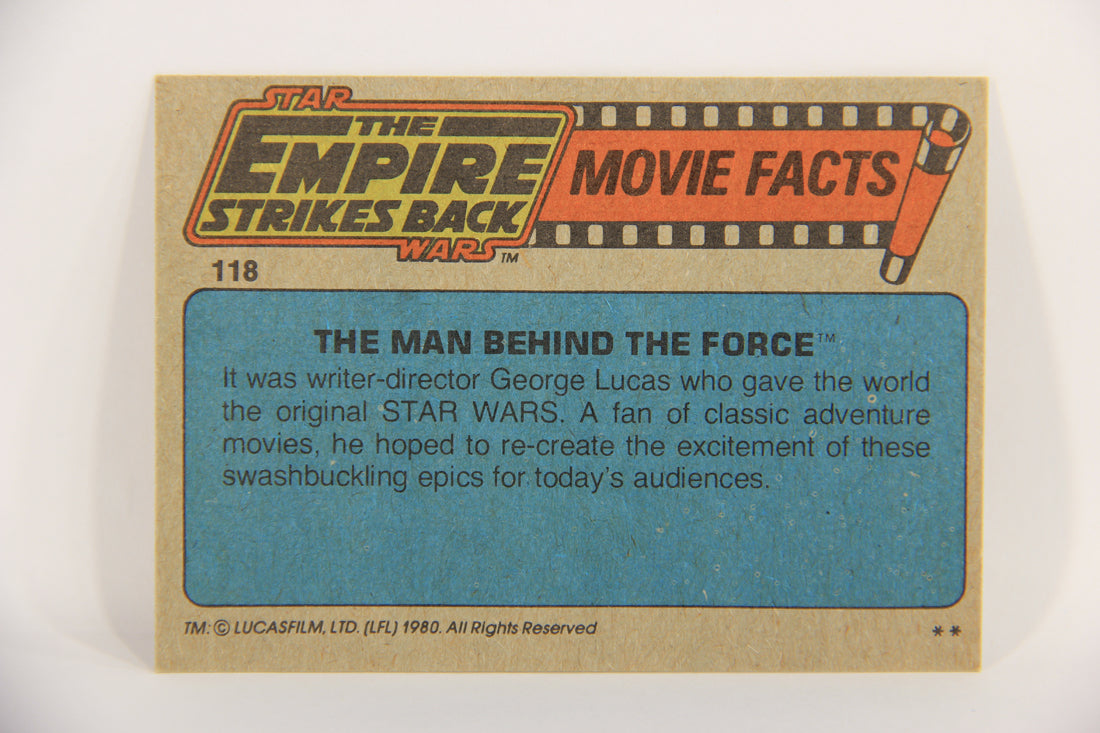 STAR
THE
EMPIRE
STRIKES BACK
WARS™
MOVIE FACTS
118
THE MAN BEHIND THE FORCE™
It was writer-director George Lucas who gave the world
the original STAR WARS. A fan of classic adventure
movies, he hoped to re-create the excitement of these
swashbuckling epics for today's audiences.
TM: © LUCASFILM, LTD. (LFL) 1980. All Rights Reserved
**